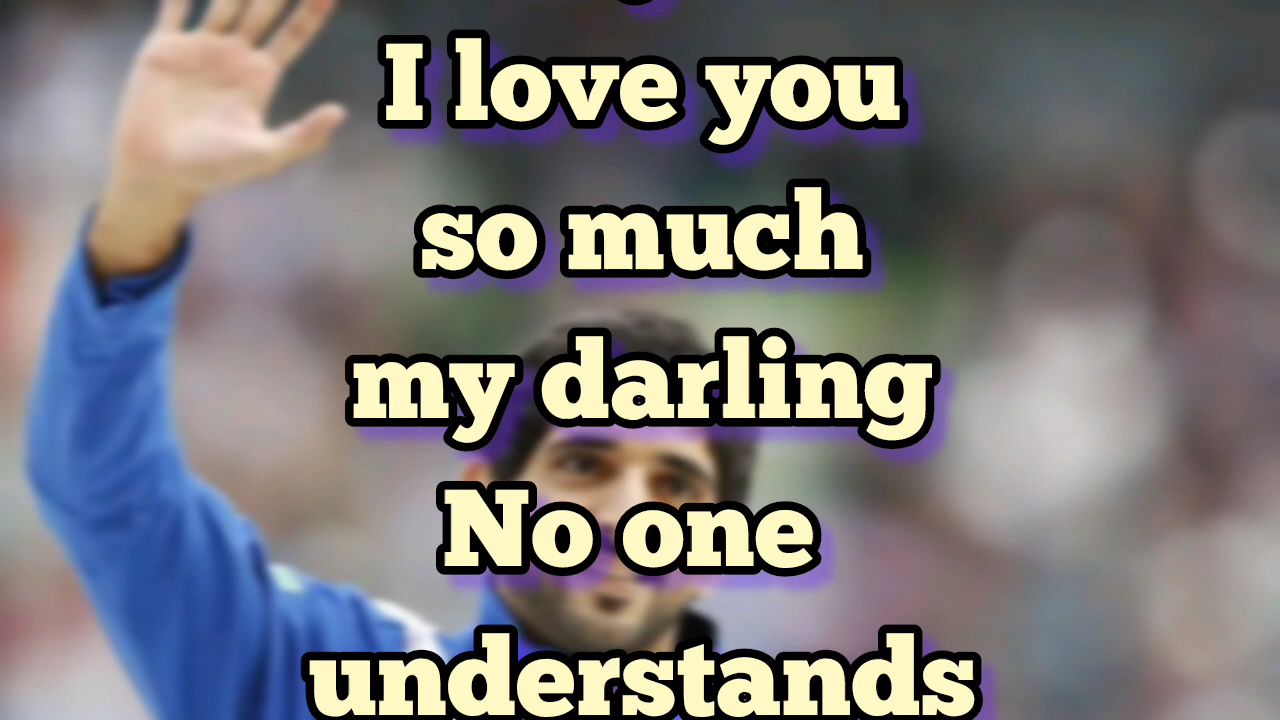 I love you
so much
my darling
No one
understands